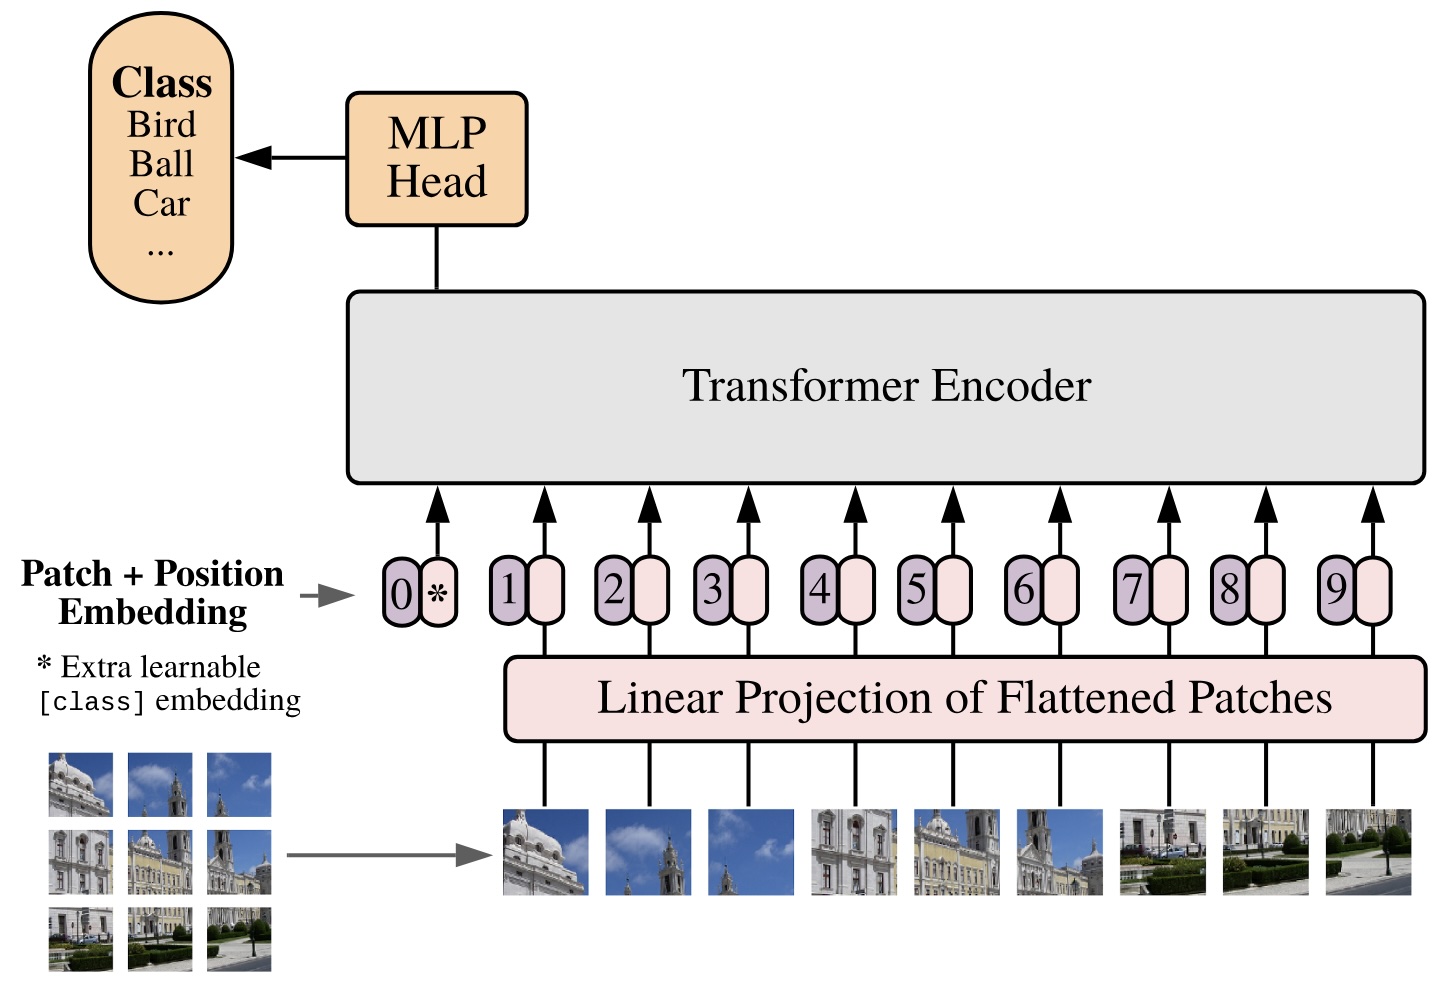 Class
Bird
Ball
Car
...
MLP
Head
Transformer Encoder
Patch + Position
Embedding
0 * 1 2 3 4 5 6 7 8 9
* Extra learnable
[class] embedding
Linear Projection of Flattened Patches